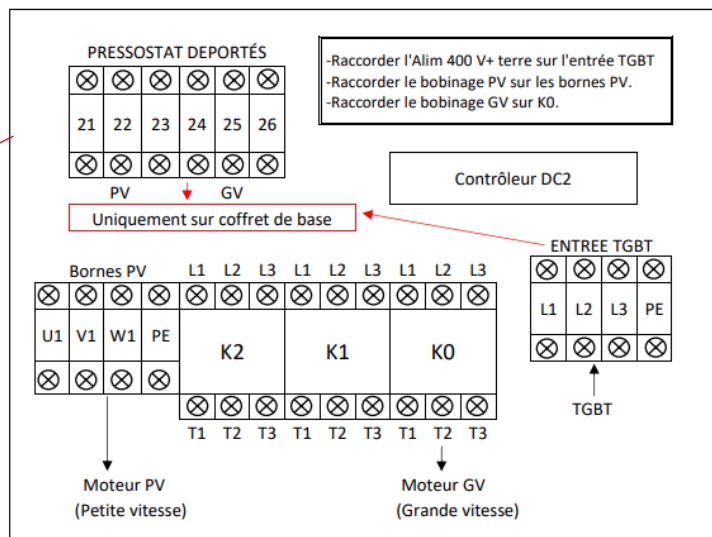 PRESSOSTAT DEPORTÉS
21 22 23 24 25 26
PV GV
Uniquement sur coffret de base
-Raccorder l'Alim 400 V+ terre sur l'entrée TGBT
-Raccorder le bobinage PV sur les bornes PV.
-Raccorder le bobinage GV sur K0.
Contrôleur DC2
ENTREE TGBT
L1 L2 L3 PE
TGBT
Bornes PV
L1 L2 L3 L1 L2 L3 L1 L2 L3
U1 V1 W1 PE
K2 K1 K0
T1 T2 T3 T1 T2 T3 T1 T2 T3
Moteur PV
(Petite vitesse)
Moteur GV
(Grande vitesse)